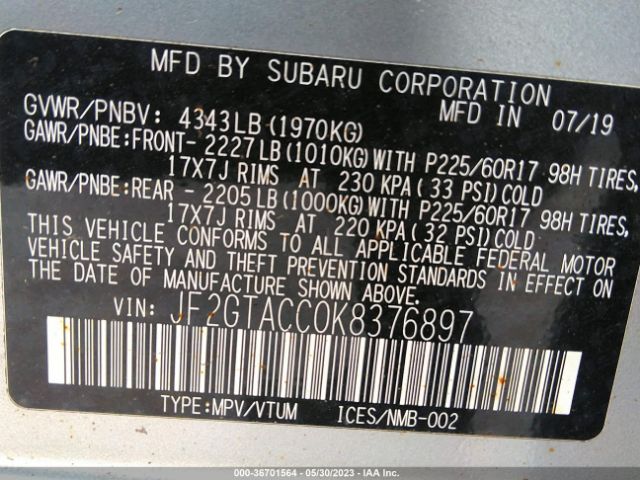 MFD BY SUBARU CORPORATION
MFD IN 07/19
GVWR/PNBV: 4343LB(1970KG)
GAWR/PNBE:FRONT- 2227LB(1010KG)WITH P225/60R17 98H TIRES,
17X7J RIMS AT 230 KPA(33 PSI)COLD
GAWR/PNBE:REAR - 2205LB(1000KG)WITH P225/60R17 98H TIRES,
17X7J RIMS AT 220 KPA(32 PSI)COLD
THIS VEHICLE CONFORMS TO ALL APPLICABLE FEDERAL MOTOR
VEHICLE SAFETY AND THEFT PREVENTION STANDARDS IN EFFECT ON
THE DATE OF MANUFACTURE SHOWN ABOVE.
VIN: JF2GTACC0K8376897
TYPE:MPV/VTUM ICES/NMB-002
000-36701564 - 05/30/2023 - IAA Inc.